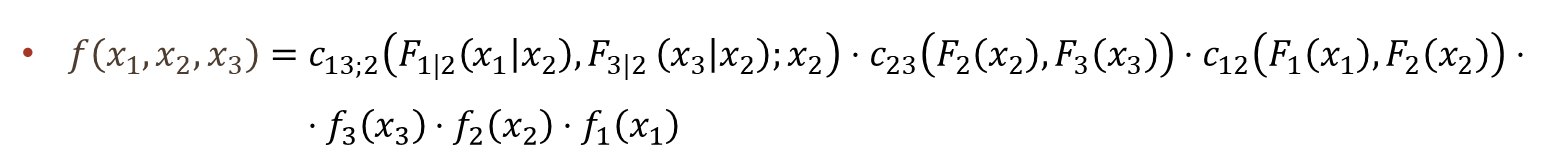 • f(x₁,x₂,x₃) = c₁₃;₂(F₁|₂(x₁|x₂),F₃|₂ (x₃|x₂);x₂) · c₂₃(F₂(x₂),F₃(x₃)) · c₁₂(F₁(x₁),F₂(x₂)) ·
· f₃(x₃) · f₂(x₂) · f₁(x₁)